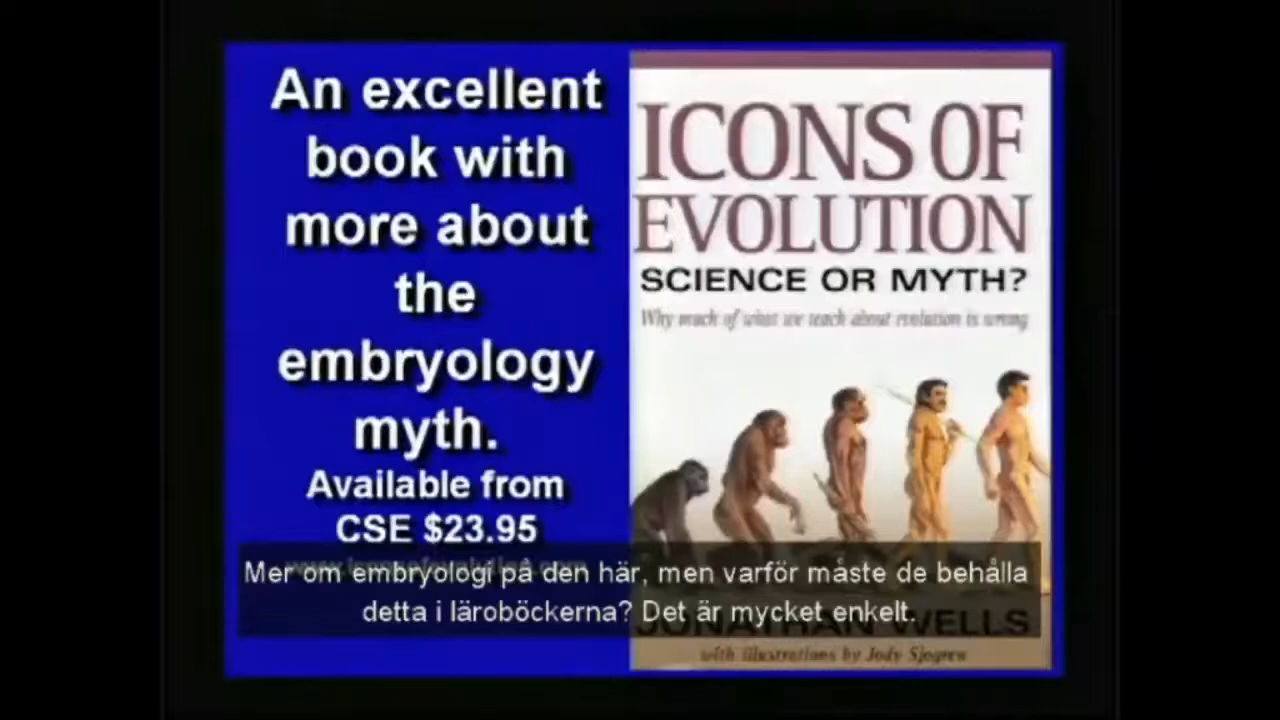 An excellent
book with
more about
the
embryology
myth.
Available from
CSE $23.95
ICONS OF
EVOLUTION
SCIENCE OR MYTH?
Why much of what we teach about evolution is wrong
Mer om embryologi på den här, men varför måste de behålla
detta i läroböckerna? Det är mycket enkelt.
JONATHAN WELLS
with illustrations by Jody Sjogren